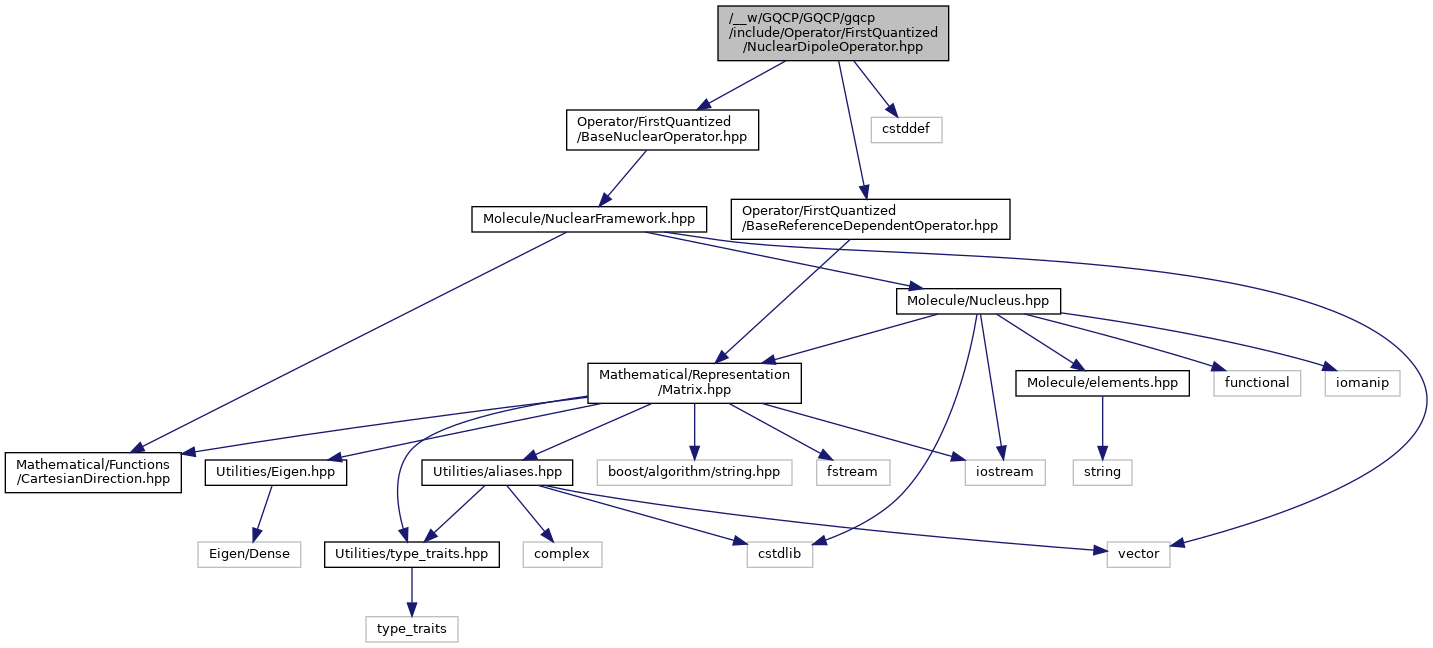 /__w/GQCP/GQCP/gqcp
/include/Operator/FirstQuantized
/NuclearDipoleOperator.hpp
Operator/FirstQuantized
/BaseNuclearOperator.hpp
cstddef
Molecule/NuclearFramework.hpp
Operator/FirstQuantized
/BaseReferenceDependentOperator.hpp
Molecule/Nucleus.hpp
Mathematical/Representation
/Matrix.hpp
Molecule/elements.hpp
functional
iomanip
Mathematical/Functions
/CartesianDirection.hpp
Utilities/Eigen.hpp
Utilities/aliases.hpp
boost/algorithm/string.hpp
fstream
iostream
string
Eigen/Dense
Utilities/type_traits.hpp
complex
cstdlib
vector
type_traits